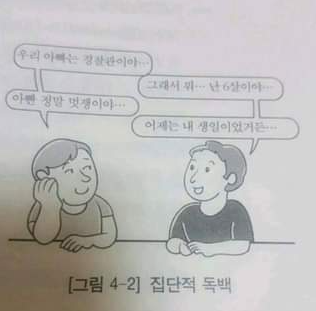 우리 아빠는 경찰관이야…
그래서 뭐… 난 6살이야…
아빤 정말 멋쟁이야…
어제는 내 생일이었거든…
[그림 4-2] 집단적 독백